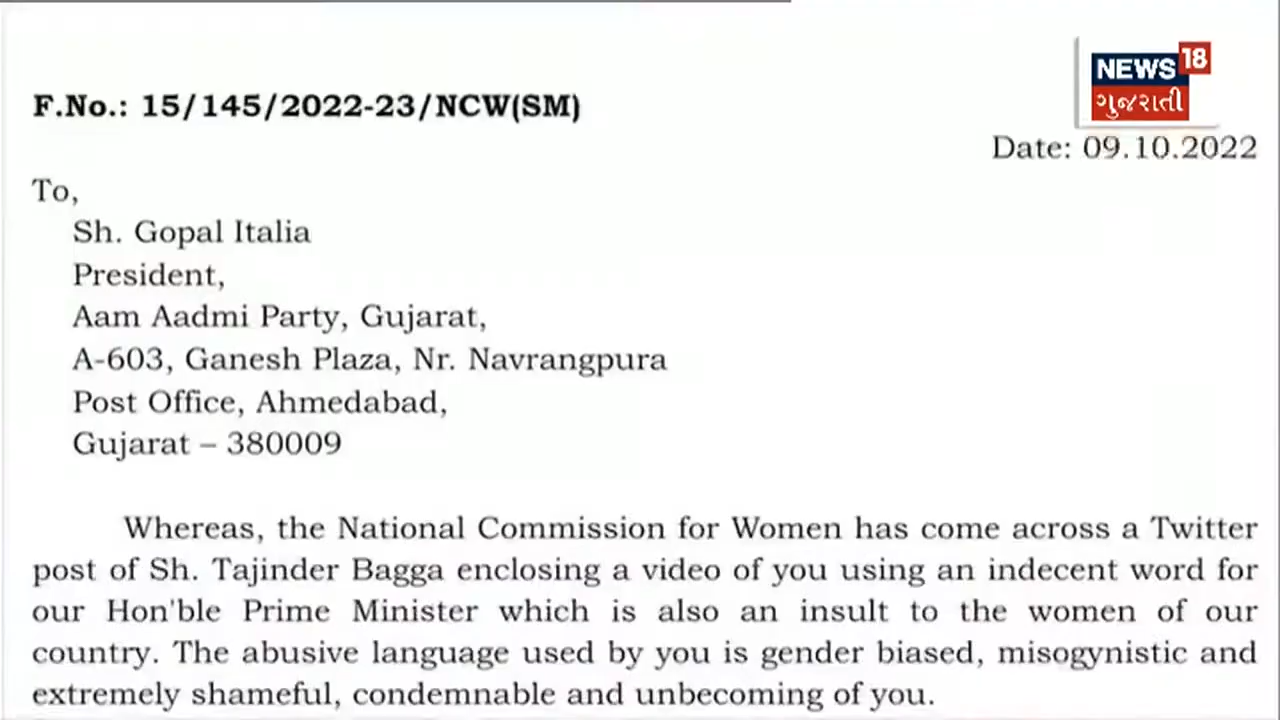 NEWS 18
ગુજરાતી
F.No.: 15/145/2022-23/NCW(SM)
Date: 09.10.2022
To,
Sh. Gopal Italia
President,
Aam Aadmi Party, Gujarat,
A-603, Ganesh Plaza, Nr. Navrangpura
Post Office, Ahmedabad,
Gujarat – 380009
Whereas, the National Commission for Women has come across a Twitter
post of Sh. Tajinder Bagga enclosing a video of you using an indecent word for
our Hon'ble Prime Minister which is also an insult to the women of our
country. The abusive language used by you is gender biased, misogynistic and
extremely shameful, condemnable and unbecoming of you.